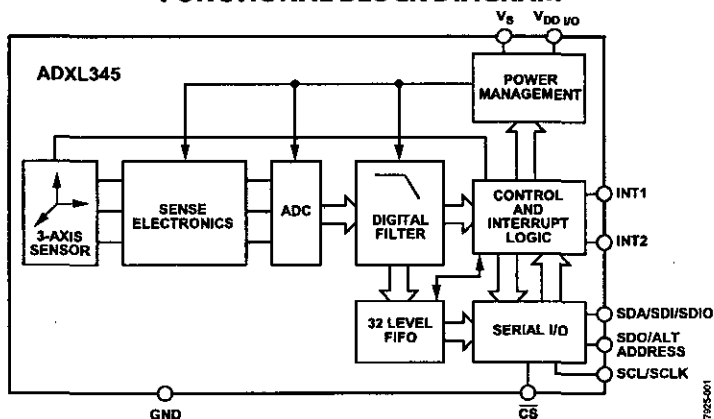 FUNCTIONAL BLOCK DIAGRAM
VS
VDD I/O
ADXL345
POWER
MANAGEMENT
3-AXIS
SENSOR
SENSE
ELECTRONICS
ADC
DIGITAL
FILTER
CONTROL
AND
INTERRUPT
LOGIC
INT1
INT2
32 LEVEL
FIFO
SERIAL I/O
SDA/SDI/SDIO
SDO/ALT
ADDRESS
SCL/SCLK
GND
CS
7925-001